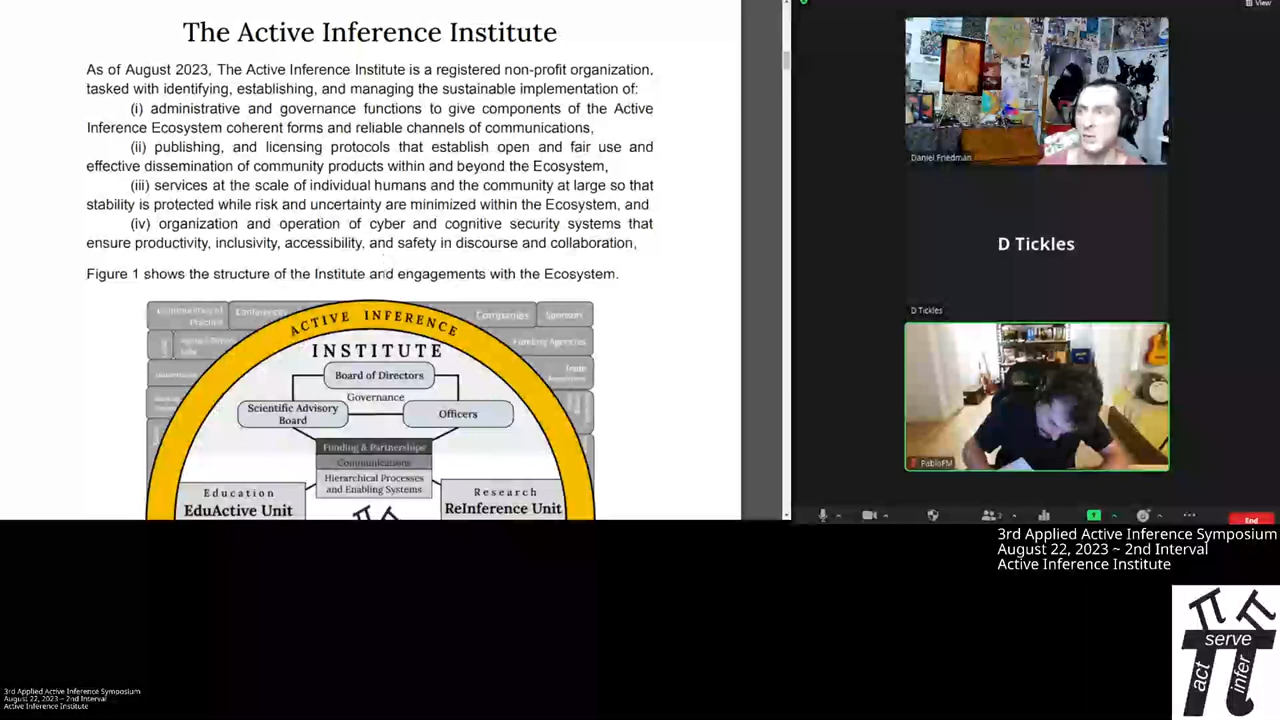 The Active Inference Institute
As of August 2023, The Active Inference Institute is a registered non-profit organization,
tasked with identifying, establishing, and managing the sustainable implementation of:
(i) administrative and governance functions to give components of the Active
Inference Ecosystem coherent forms and reliable channels of communications,
(ii) publishing, and licensing protocols that establish open and fair use and
effective dissemination of community products within and beyond the Ecosystem,
(iii) services at the scale of individual humans and the community at large so that
stability is protected while risk and uncertainty are minimized within the Ecosystem, and
(iv) organization and operation of cyber and cognitive security systems that
ensure productivity, inclusivity, accessibility, and safety in discourse and collaboration,
Figure 1 shows the structure of the Institute and engagements with the Ecosystem.
Communities of
Practice
Conferences
Companies
Sponsors
Funding Agencies
Trade
ACTIVE INFERENCE
INSTITUTE
Board of Directors
Governance
Scientific Advisory
Board
Officers
Funding & Partnerships
Communications
Hierarchical Processes
and Enabling Systems
Education
EduActive Unit
Research
ReInference Unit
View
Daniel Friedman
D Tickles
D Tickles
PabloFM
End
3rd Applied Active Inference Symposium
August 22, 2023 ~ 2nd Interval
Active Inference Institute
serve
act
infer
3rd Applied Active Inference Symposium
August 22, 2023 ~ 2nd Interval
Active Inference Institute